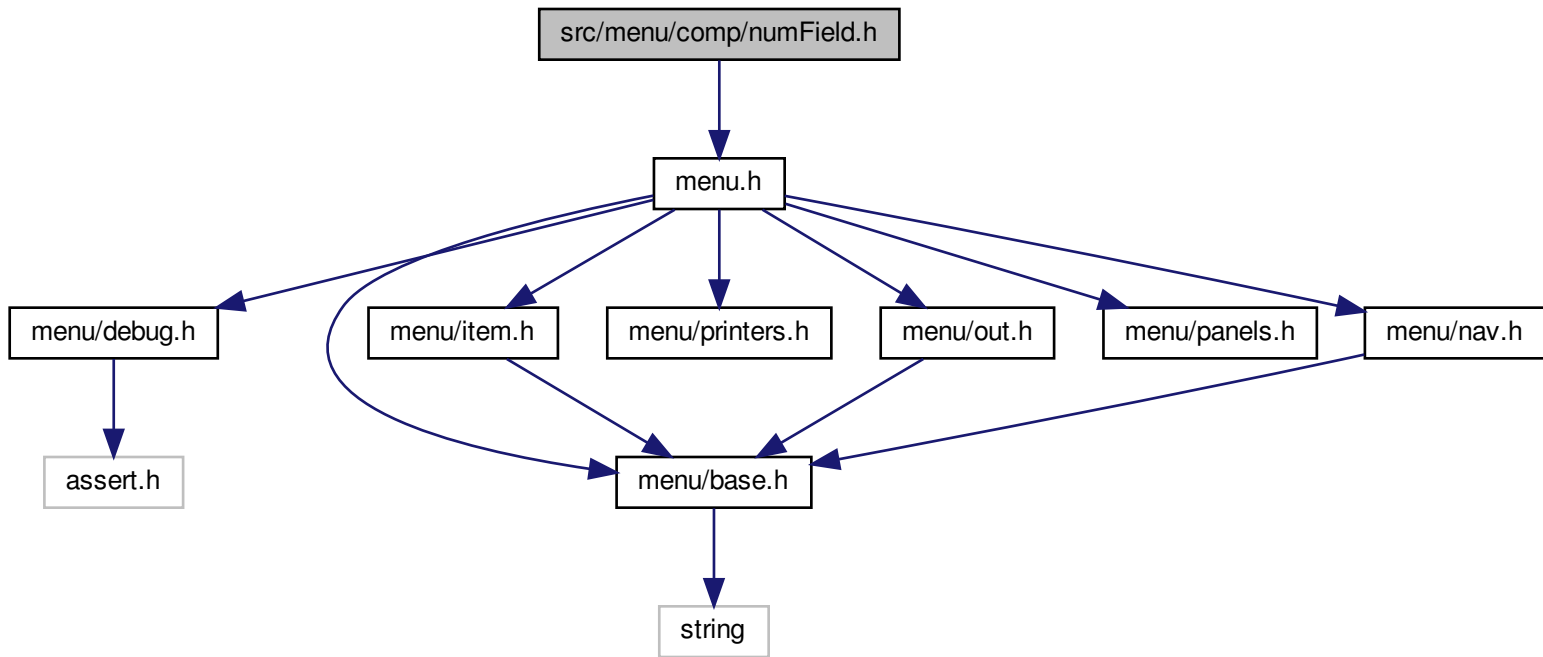 src/menu/comp/numField.h
menu.h
menu/debug.h
menu/item.h
menu/printers.h
menu/out.h
menu/panels.h
menu/nav.h
assert.h
menu/base.h
string